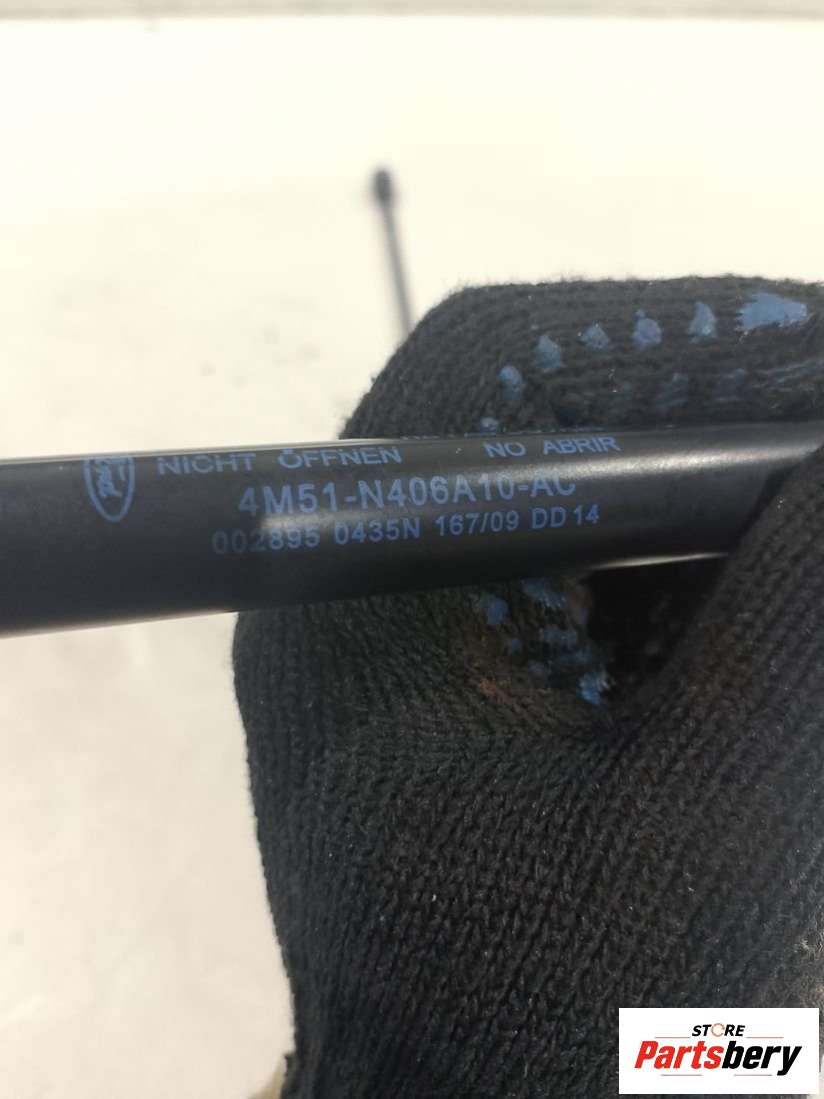 NICHT ÖFFNEN NO ABRIR
4M51-N406A10-AC
002895 0435N 167/09 DD14
STORE
Partsbery